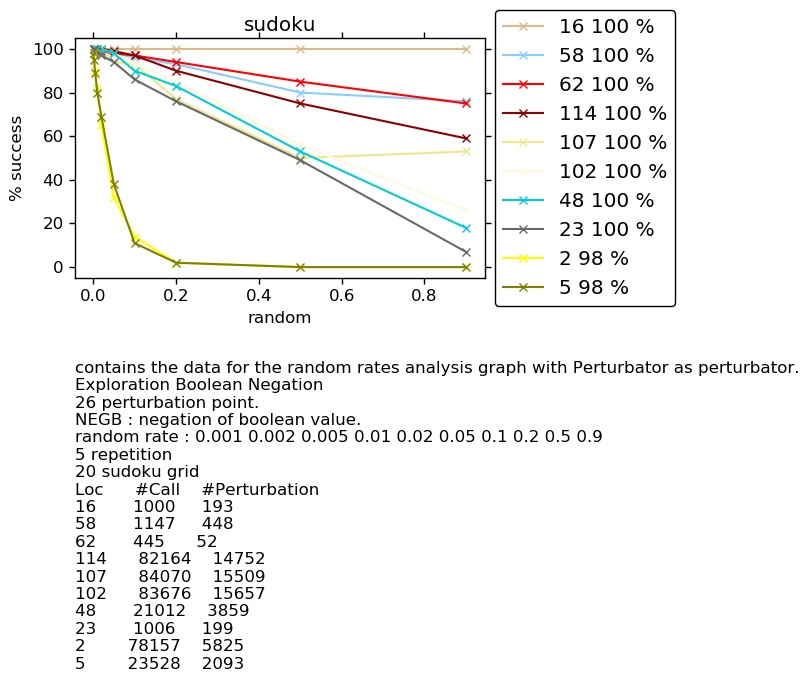 sudoku
100
80
60
40
20
0
% success
0.0 0.2 0.4 0.6 0.8
random
16 100 %
58 100 %
62 100 %
114 100 %
107 100 %
102 100 %
48 100 %
23 100 %
2 98 %
5 98 %
contains the data for the random rates analysis graph with Perturbator as perturbator.
Exploration Boolean Negation
26 perturbation point.
NEGB : negation of boolean value.
random rate : 0.001 0.002 0.005 0.01 0.02 0.05 0.1 0.2 0.5 0.9
5 repetition
20 sudoku grid
Loc #Call #Perturbation
16 1000 193
58 1147 448
62 445 52
114 82164 14752
107 84070 15509
102 83676 15657
48 21012 3859
23 1006 199
2 78157 5825
5 23528 2093